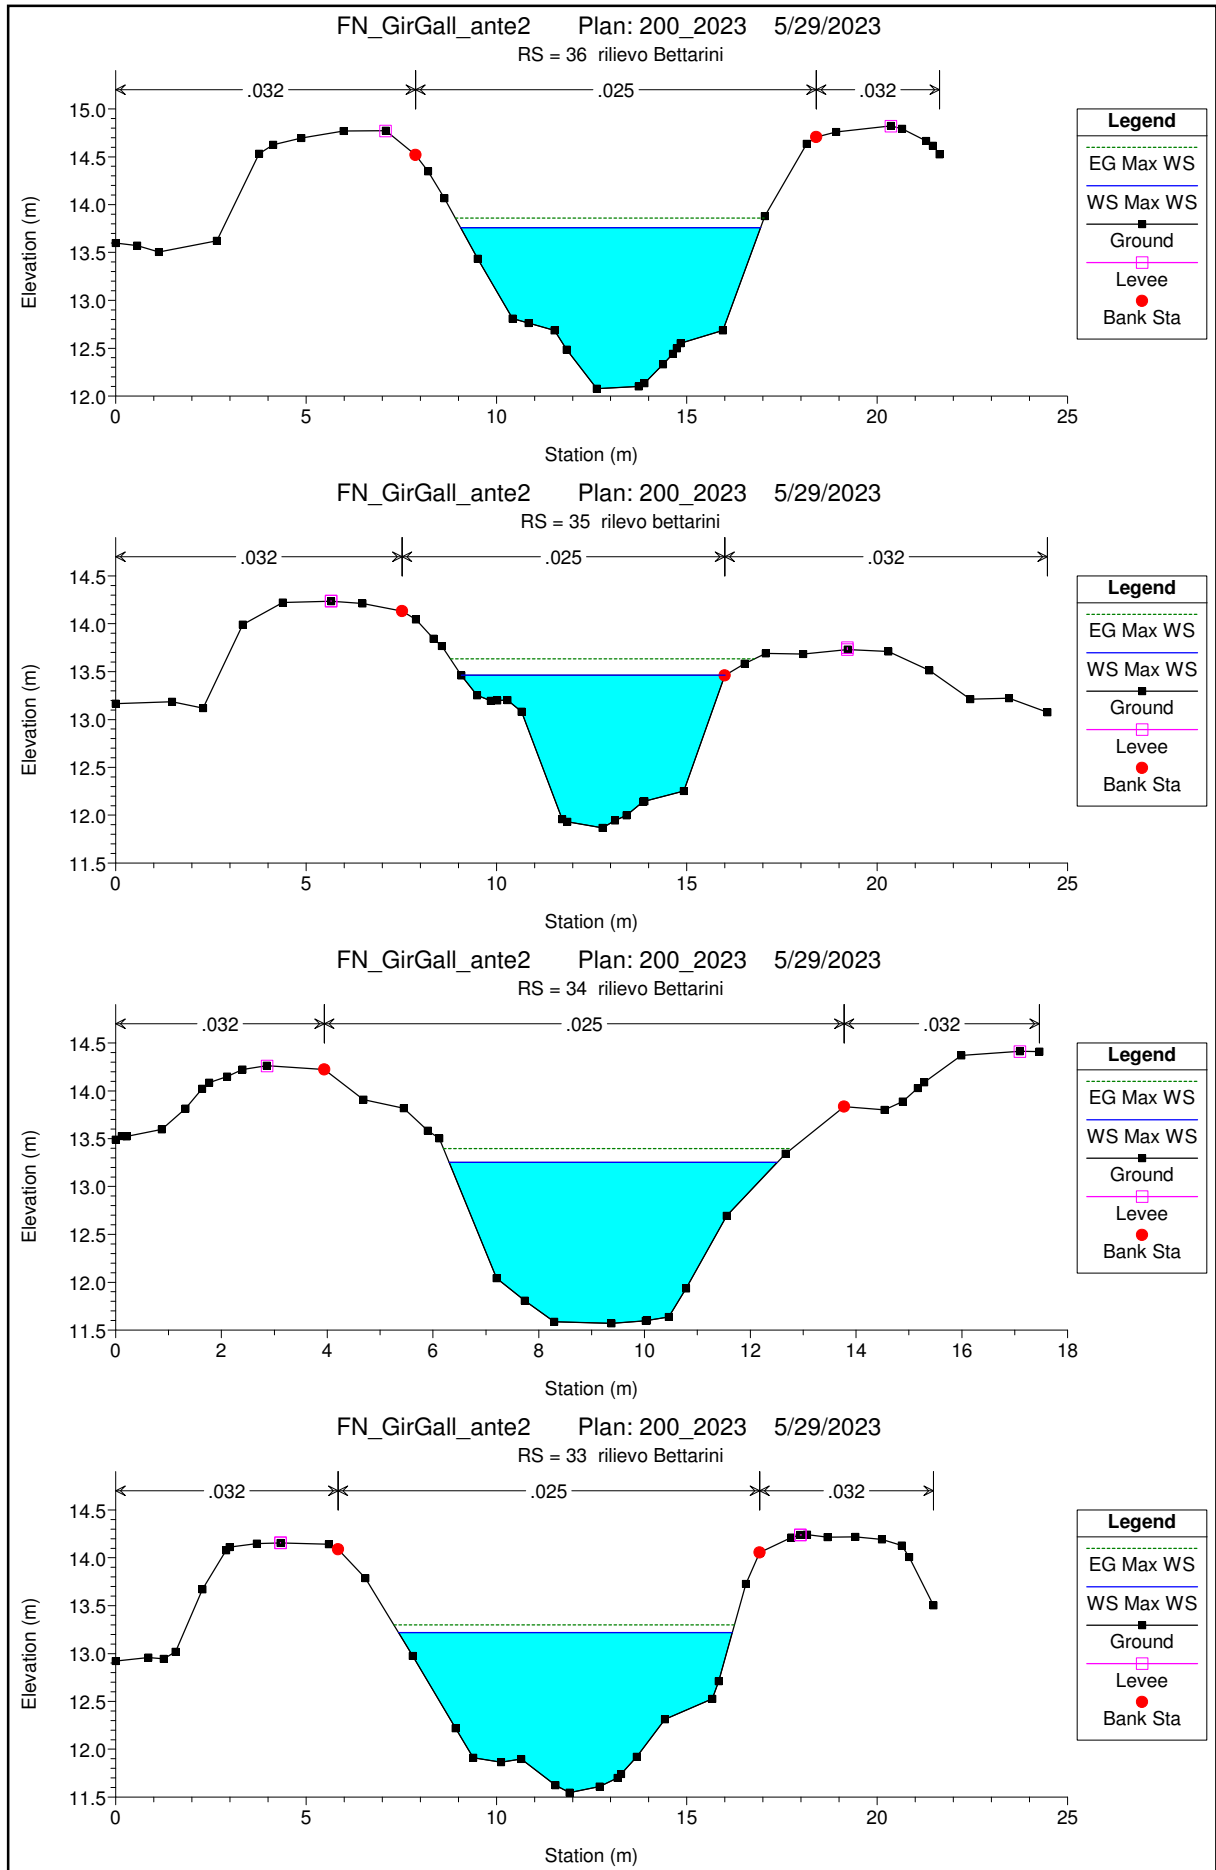 FN_GirGall_ante2 Plan: 200_2023 5/29/2023
RS = 36 rilievo Bettarini
.032 .025 .032
15.0
14.5
14.0
13.5
13.0
12.5
12.0
Elevation (m)
0 5 10 15 20 25
Station (m)
Legend
EG Max WS
WS Max WS
Ground
Levee
Bank Sta
FN_GirGall_ante2 Plan: 200_2023 5/29/2023
RS = 35 rilevo bettarini
.032 .025 .032
14.5
14.0
13.5
13.0
12.5
12.0
11.5
Elevation (m)
0 5 10 15 20 25
Station (m)
Legend
EG Max WS
WS Max WS
Ground
Levee
Bank Sta
FN_GirGall_ante2 Plan: 200_2023 5/29/2023
RS = 34 rilievo Bettarini
.032 .025 .032
14.5
14.0
13.5
13.0
12.5
12.0
11.5
Elevation (m)
0 2 4 6 8 10 12 14 16 18
Station (m)
Legend
EG Max WS
WS Max WS
Ground
Levee
Bank Sta
FN_GirGall_ante2 Plan: 200_2023 5/29/2023
RS = 33 rilievo Bettarini
.032 .025 .032
14.5
14.0
13.5
13.0
12.5
12.0
11.5
Elevation (m)
0 5 10 15 20 25
Station (m)
Legend
EG Max WS
WS Max WS
Ground
Levee
Bank Sta